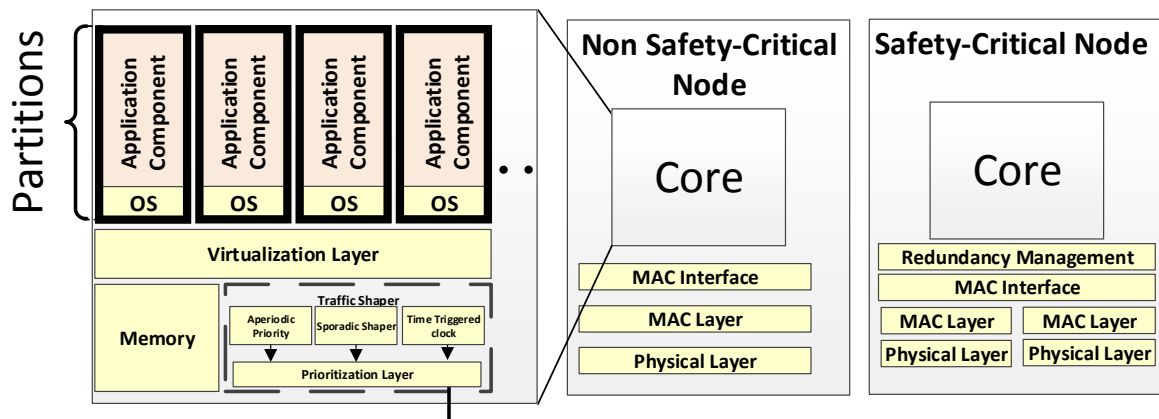 Partitions
Application
Component
OS
Application
Component
OS
Application
Component
OS
Application
Component
OS
Virtualization Layer
Memory
Traffic Shaper
Aperiodic
Priority
Sporadic Shaper
Time Triggered
clock
Prioritization Layer
Non Safety-Critical
Node
Core
MAC Interface
MAC Layer
Physical Layer
Safety-Critical Node
Core
Redundancy Management
MAC Interface
MAC Layer
MAC Layer
Physical Layer
Physical Layer